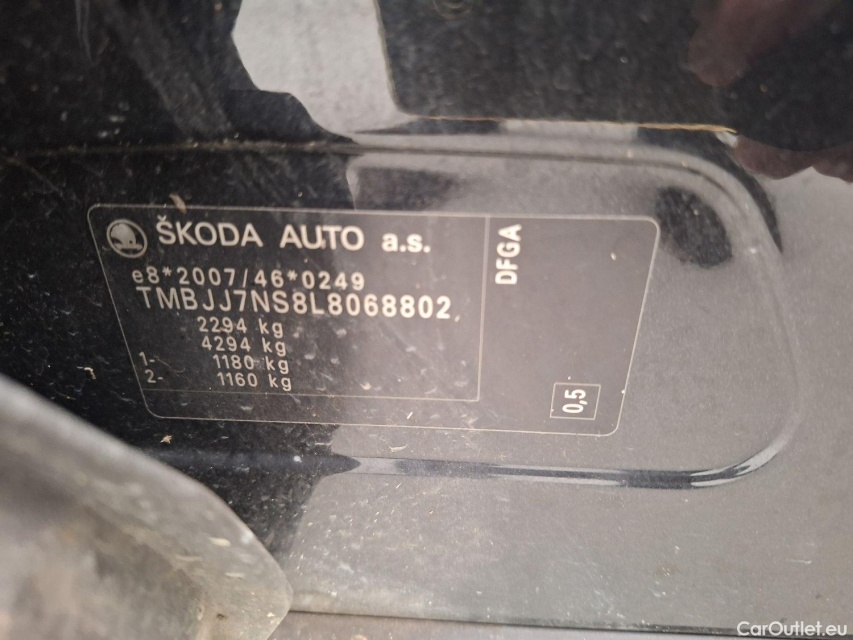 ŠKODA AUTO a.s.
e8*2007/46*0249
TMBJJ7NS8L8068802
2294 kg
4294 kg
1- 1180 kg
2- 1160 kg
DFGA
0,5
CarOutlet.eu